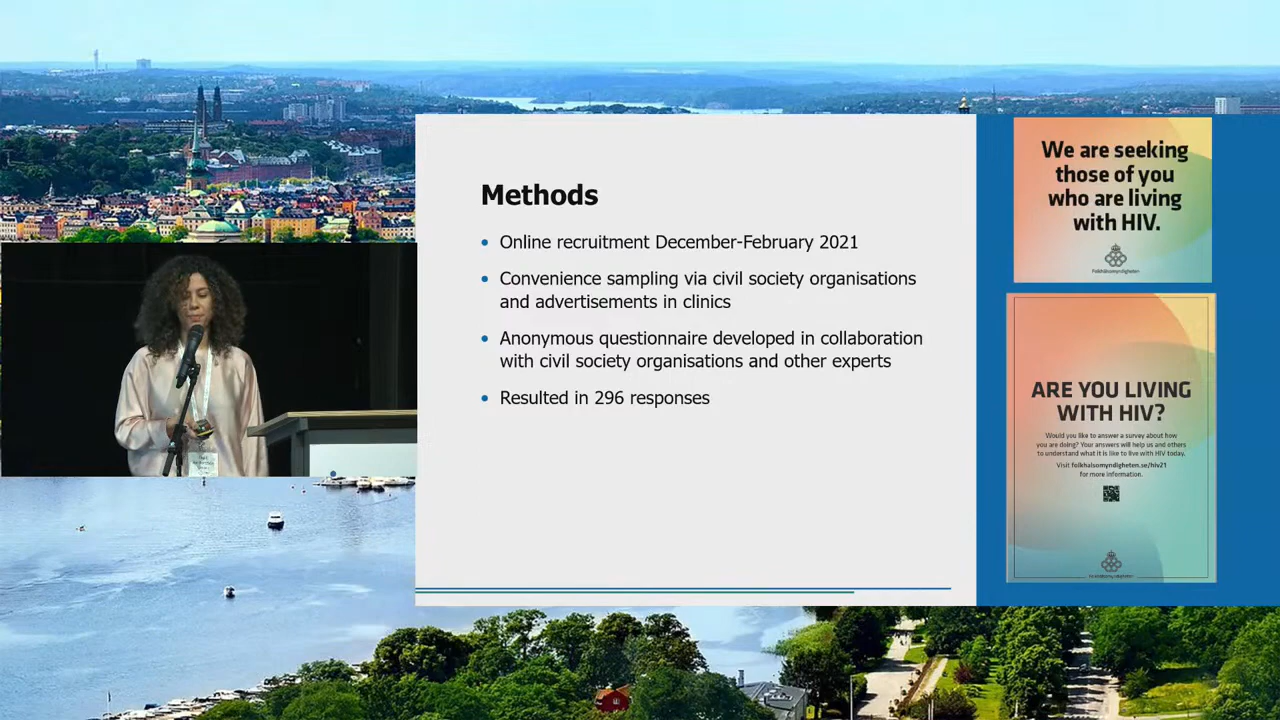 Methods
• Online recruitment December-February 2021
• Convenience sampling via civil society organisations
and advertisements in clinics
• Anonymous questionnaire developed in collaboration
with civil society organisations and other experts
• Resulted in 296 responses
We are seeking
those of you
who are living
with HIV.
Folkhälsomyndigheten
ARE YOU LIVING
WITH HIV?
Would you like to answer a survey about how
you are doing? Your answers will help us and others
to understand what it is like to live with HIV today.
Visit folkhalsomyndigheten.se/hiv21
for more information.
Folkhälsomyndigheten